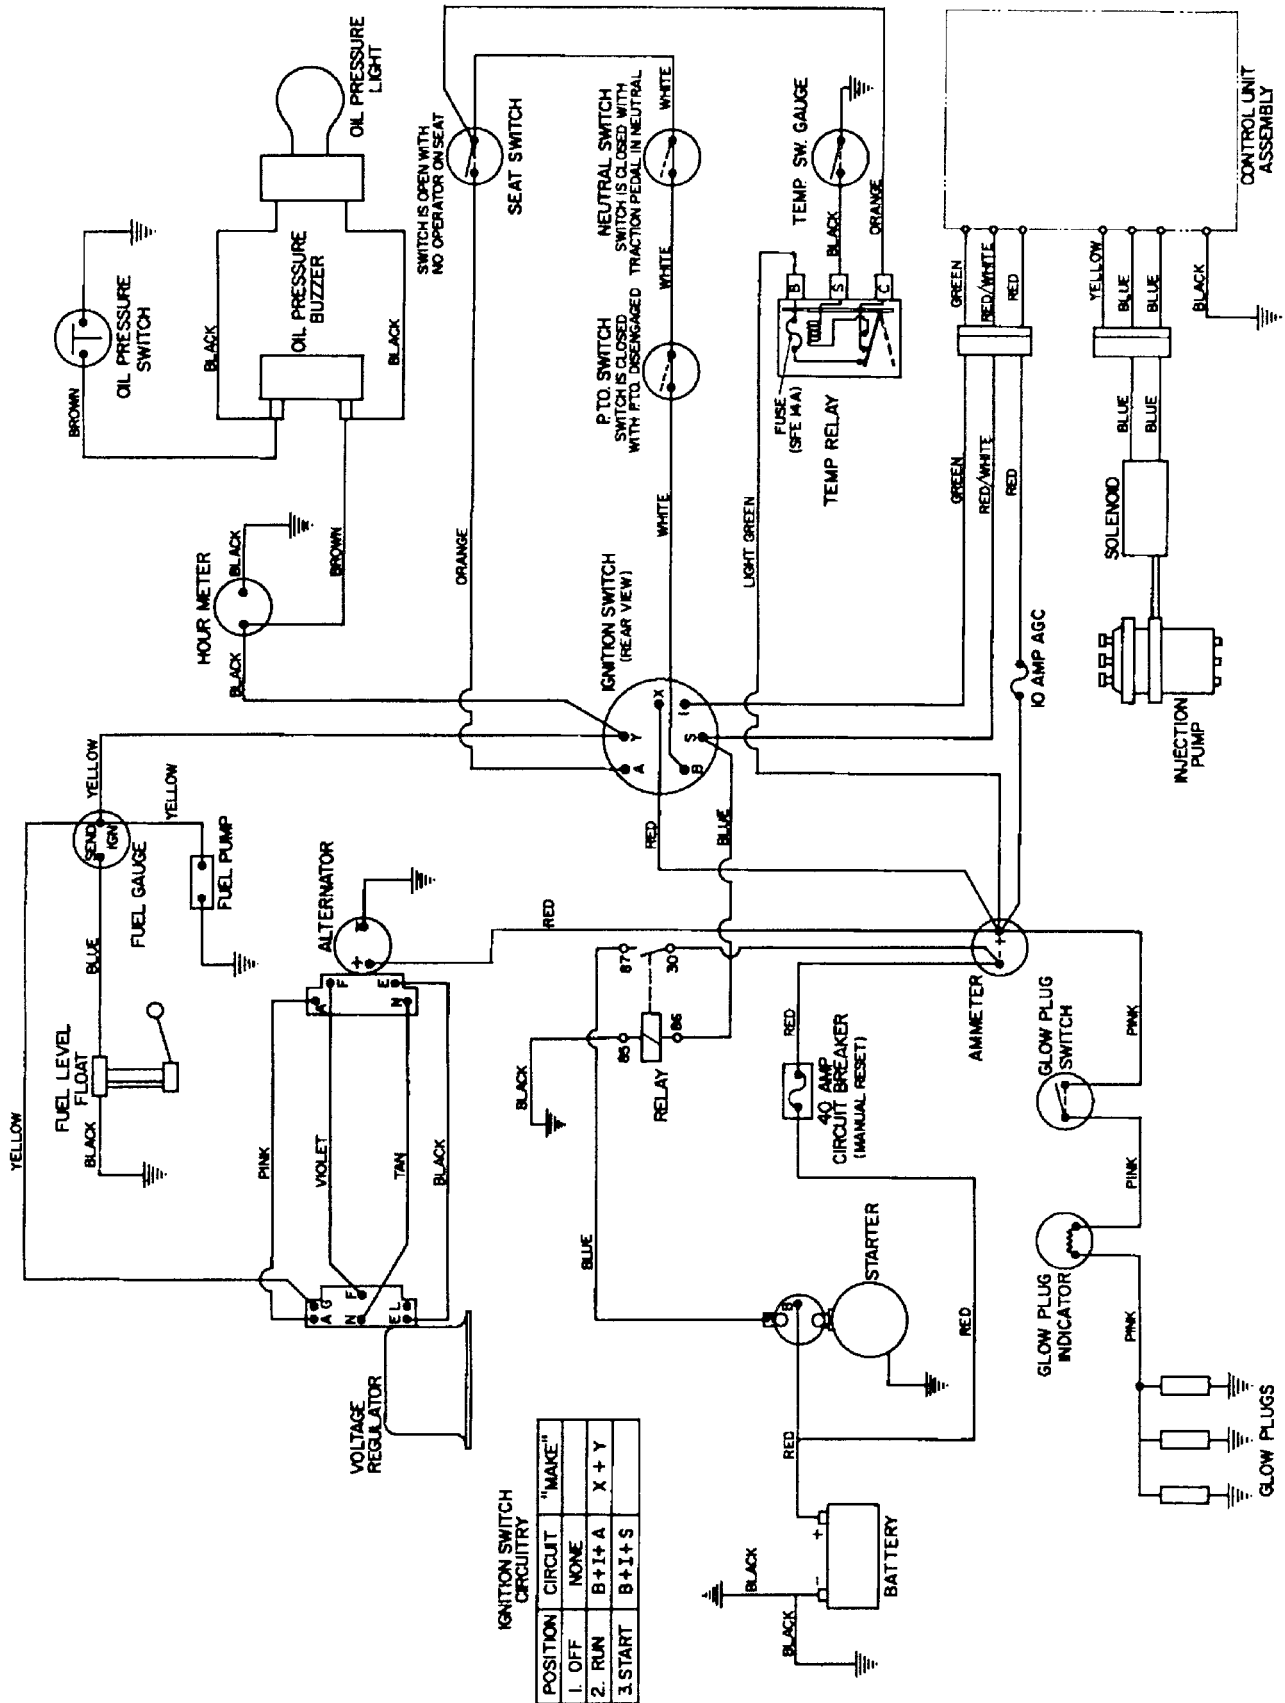 OIL PRESSURE
LIGHT
OIL PRESSURE
BUZZER
OIL PRESSURE
SWITCH
BROWN
BLACK
BLACK
BROWN
HOUR METER
BLACK
BLACK
SWITCH IS OPEN WITH
NO OPERATOR ON SEAT
SEAT SWITCH
ORANGE
NEUTRAL SWITCH
SWITCH IS CLOSED WITH
TRACTION PEDAL IN NEUTRAL
WHITE
WHITE
P.T.O. SWITCH
SWITCH IS CLOSED
WITH P.T.O. DISENGAGED
WHITE
TEMP. SW. GAUGE
BLACK
ORANGE
B
S
C
FUSE
(SFE 14A)
TEMP RELAY
LIGHT GREEN
CONTROL UNIT
ASSEMBLY
GREEN
RED/WHITE
RED
YELLOW
BLUE
BLUE
BLACK
GREEN
RED/WHITE
RED
BLUE
BLUE
SOLENOID
INJECTION
PUMP
10 AMP AGC
IGNITION SWITCH
(REAR VIEW)
A
Y
X
B
S
I
YELLOW
YELLOW
SEND
IGN
FUEL GAUGE
FUEL PUMP
BLUE
FUEL LEVEL
FLOAT
BLACK
YELLOW
ALTERNATOR
+
F
A
E
N
RED
RED
BLUE
PINK
VIOLET
TAN
BLACK
A
G
N
F
E
L
VOLTAGE
REGULATOR
87
30
85
86
RELAY
BLACK
BLUE
RED
40 AMP
CIRCUIT BREAKER
(MANUAL RESET)
+
-
AMMETER
GLOW PLUG
SWITCH
PINK
PINK
GLOW PLUG
INDICATOR
PINK
GLOW PLUGS
STARTER
B
RED
RED
+
-
BATTERY
BLACK
BLACK
IGNITION SWITCH
CIRCUITRY
POSITION CIRCUIT "MAKE"
1. OFF NONE
2. RUN B+I+A X+Y
3. START B+I+S